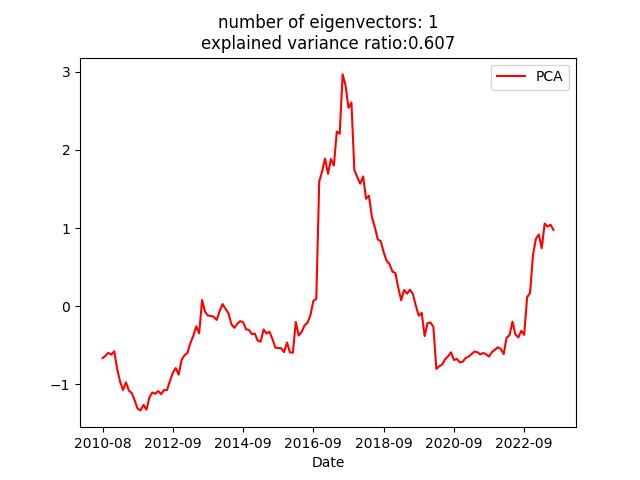 number of eigenvectors: 1
explained variance ratio:0.607
PCA
3
2
1
0
−1
2010-08 2012-09 2014-09 2016-09 2018-09 2020-09 2022-09
Date